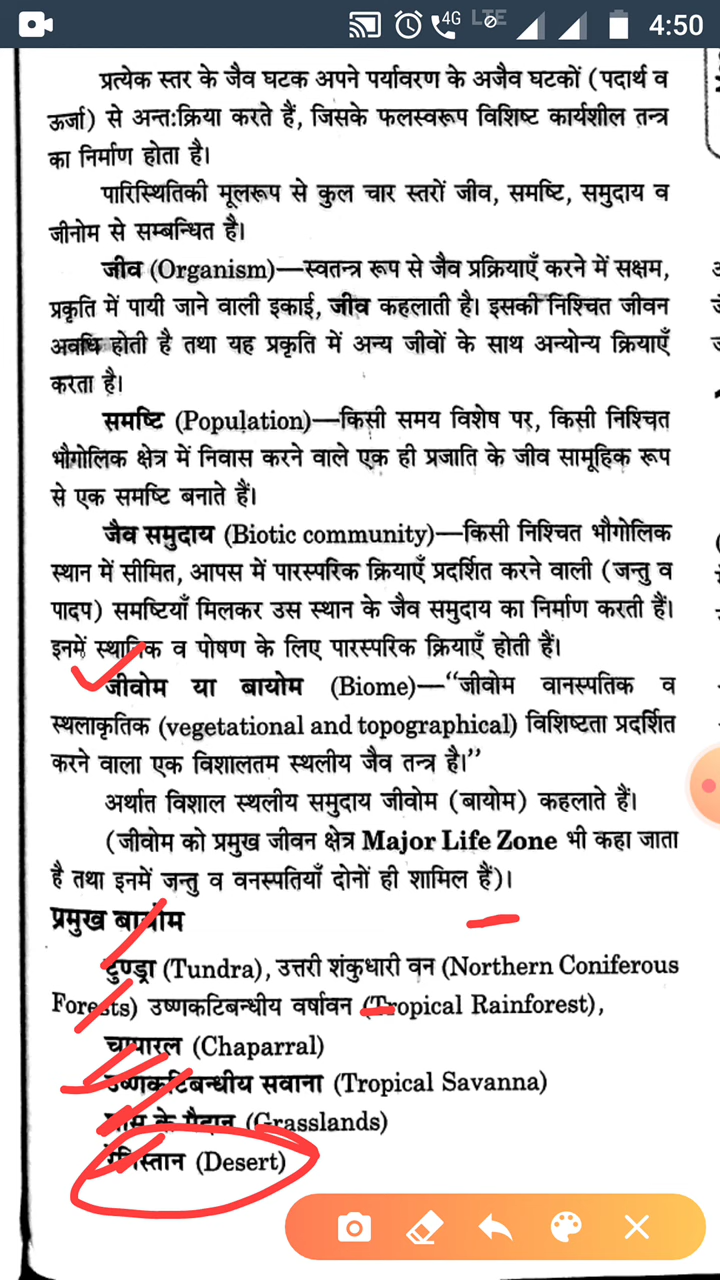 4G LTE 4:50
प्रत्येक स्तर के जैव घटक अपने पर्यावरण के अजैव घटकों (पदार्थ व
ऊर्जा) से अन्तःक्रिया करते हैं, जिसके फलस्वरूप विशिष्ट कार्यशील तन्त्र
का निर्माण होता है।
पारिस्थितिकी मूलरूप से कुल चार स्तरों जीव, समष्टि, समुदाय व
जीनोम से सम्बन्धित है।
जीव (Organism)—स्वतन्त्र रूप से जैव प्रक्रियाएँ करने में सक्षम,
प्रकृति में पायी जाने वाली इकाई, जीव कहलाती है। इसकी निश्चित जीवन
अवधि होती है तथा यह प्रकृति में अन्य जीवों के साथ अन्योन्य क्रियाएँ
करता है।
समष्टि (Population)—किसी समय विशेष पर, किसी निश्चित
भौगोलिक क्षेत्र में निवास करने वाले एक ही प्रजाति के जीव सामूहिक रूप
से एक समष्टि बनाते हैं।
जैव समुदाय (Biotic community)—किसी निश्चित भौगोलिक
स्थान में सीमित, आपस में पारस्परिक क्रियाएँ प्रदर्शित करने वाली (जन्तु व
पादप) समष्टियाँ मिलकर उस स्थान के जैव समुदाय का निर्माण करती हैं।
इनमें स्थानिक व पोषण के लिए पारस्परिक क्रियाएँ होती हैं।
जीवोम या बायोम (Biome)—“जीवोम वानस्पतिक व
स्थलाकृतिक (vegetational and topographical) विशिष्टता प्रदर्शित
करने वाला एक विशालतम स्थलीय जैव तन्त्र है।”
अर्थात विशाल स्थलीय समुदाय जीवोम (बायोम) कहलाते हैं।
(जीवोम को प्रमुख जीवन क्षेत्र Major Life Zone भी कहा जाता
है तथा इनमें जन्तु व वनस्पतियाँ दोनों ही शामिल हैं)।
प्रमुख बायोम
टुण्ड्रा (Tundra), उत्तरी शंकुधारी वन (Northern Coniferous
Forests) उष्णकटिबन्धीय वर्षावन (Tropical Rainforest),
चापारल (Chaparral)
उष्णकटिबन्धीय सवाना (Tropical Savanna)
घास के मैदान (Grasslands)
रेगिस्तान (Desert)